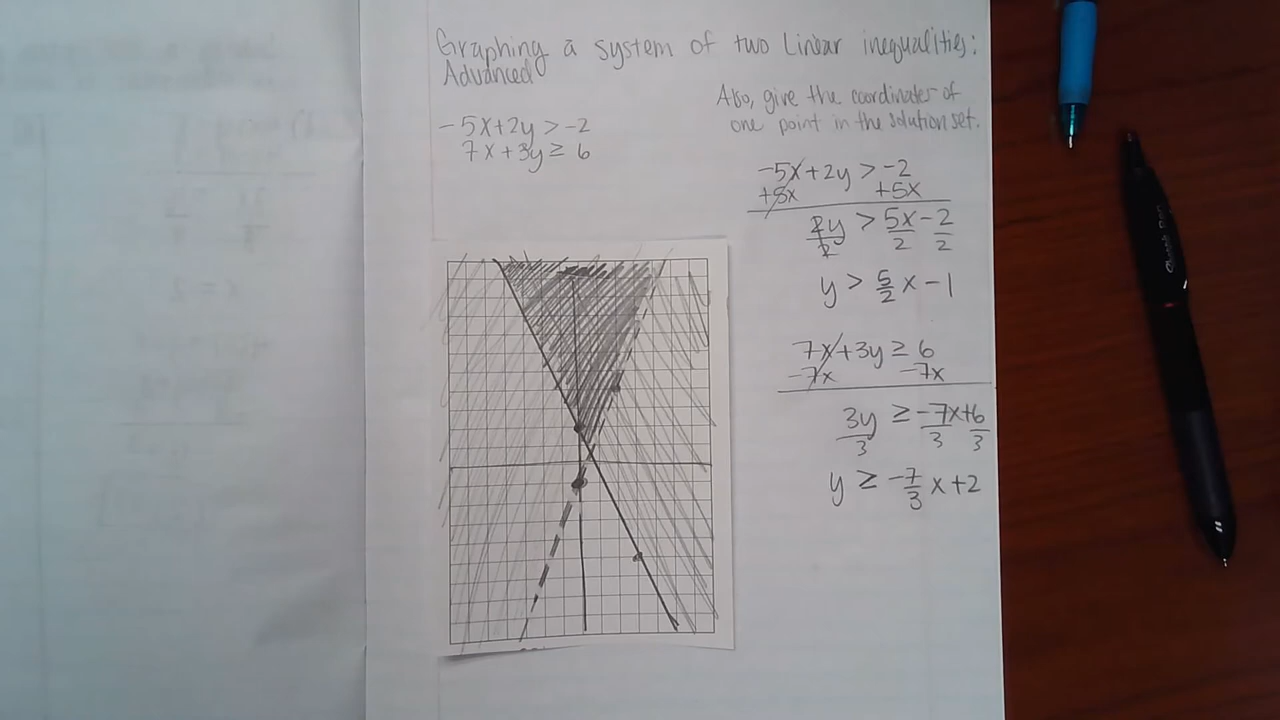 Graphing a system of two Linear inequalities:
Advanced
Also, give the coordinates of
one point in the solution set.
-5x+2y > -2
7x+3y ≥ 6
-5x+2y > -2
+5x +5x
2y > 5x-2
2 2 2
y > 5/2 x - 1
7x+3y ≥ 6
-7x -7x
3y ≥ -7x+6
3 3 3
y ≥ -7/3 x+2